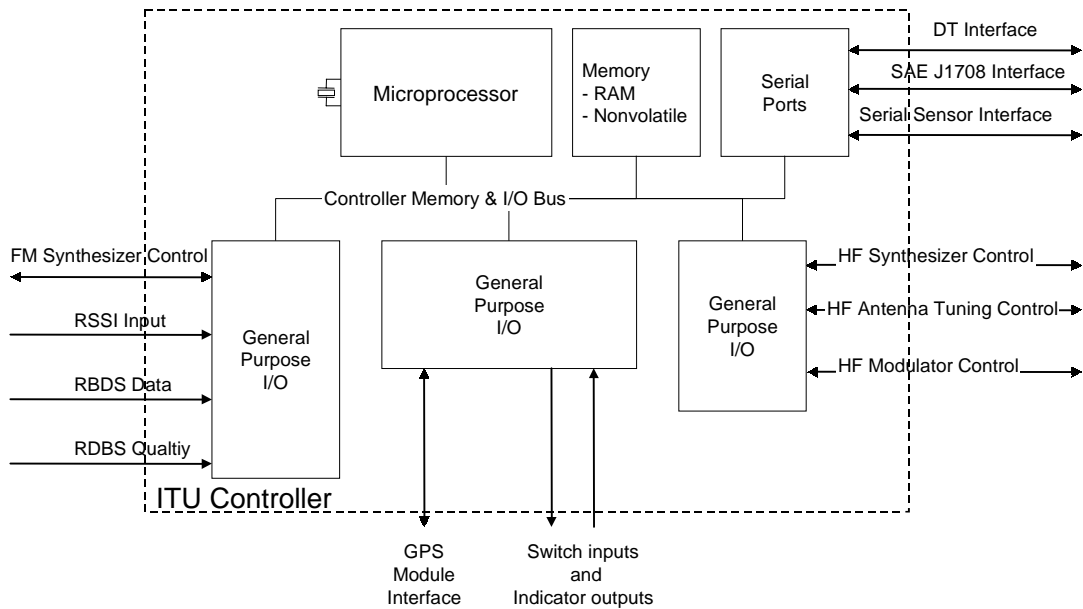 DT Interface
SAE J1708 Interface
Serial Sensor Interface
Microprocessor
Memory
- RAM
- Nonvolatile
Serial
Ports
Controller Memory & I/O Bus
FM Synthesizer Control
RSSI Input
RBDS Data
RDBS Qualtiy
General
Purpose
I/O
General
Purpose
I/O
General
Purpose
I/O
HF Synthesizer Control
HF Antenna Tuning Control
HF Modulator Control
ITU Controller
GPS
Module
Interface
Switch inputs
and
Indicator outputs